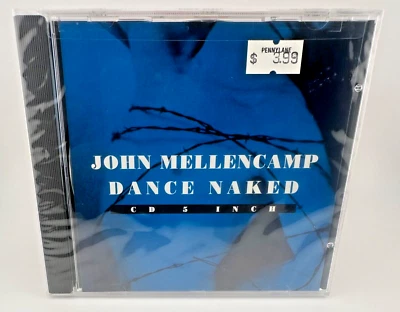 PENNYLANE
$ 3.99
JOHN MELLENCAMP
DANCE NAKED
CD 5 INCH